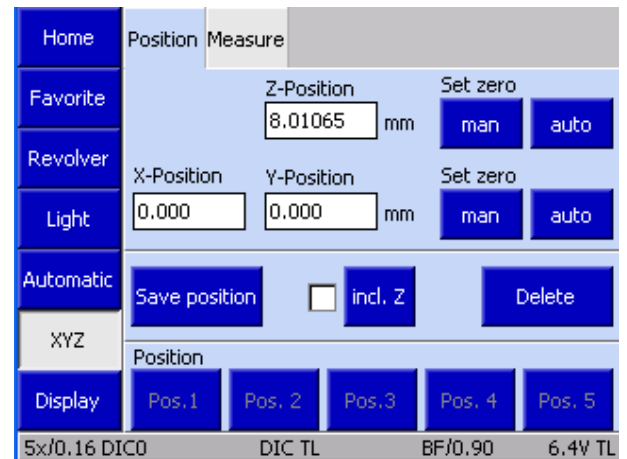 Home
Favorite
Revolver
Light
Automatic
XYZ
Display
Position Measure
Z-Position Set zero
8.01065 mm man auto
X-Position Y-Position Set zero
0.000 0.000 mm man auto
Save position incl. Z Delete
Position
Pos.1 Pos. 2 Pos.3 Pos. 4 Pos. 5
5x/0.16 DIC0 DIC TL BF/0.90 6.4V TL